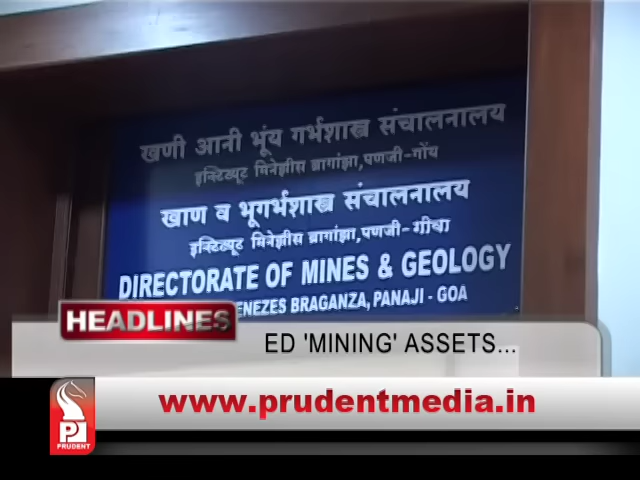 खणी आनी भूंय गर्भशास्त्र संचालनालय
इन्स्टिट्यूट मिनेझीस ब्रागांझा, पणजी-गोंय
खाण व भूगर्भशास्त्र संचालनालय
इन्स्टिट्यूट मिनेझीस ब्रागांझा, पणजी-गोवा
DIRECTORATE OF MINES & GEOLOGY
BRAGANZA, PANAJI - GOA
HEADLINES
ED 'MINING' ASSETS...
www.prudentmedia.in
PRUDENT